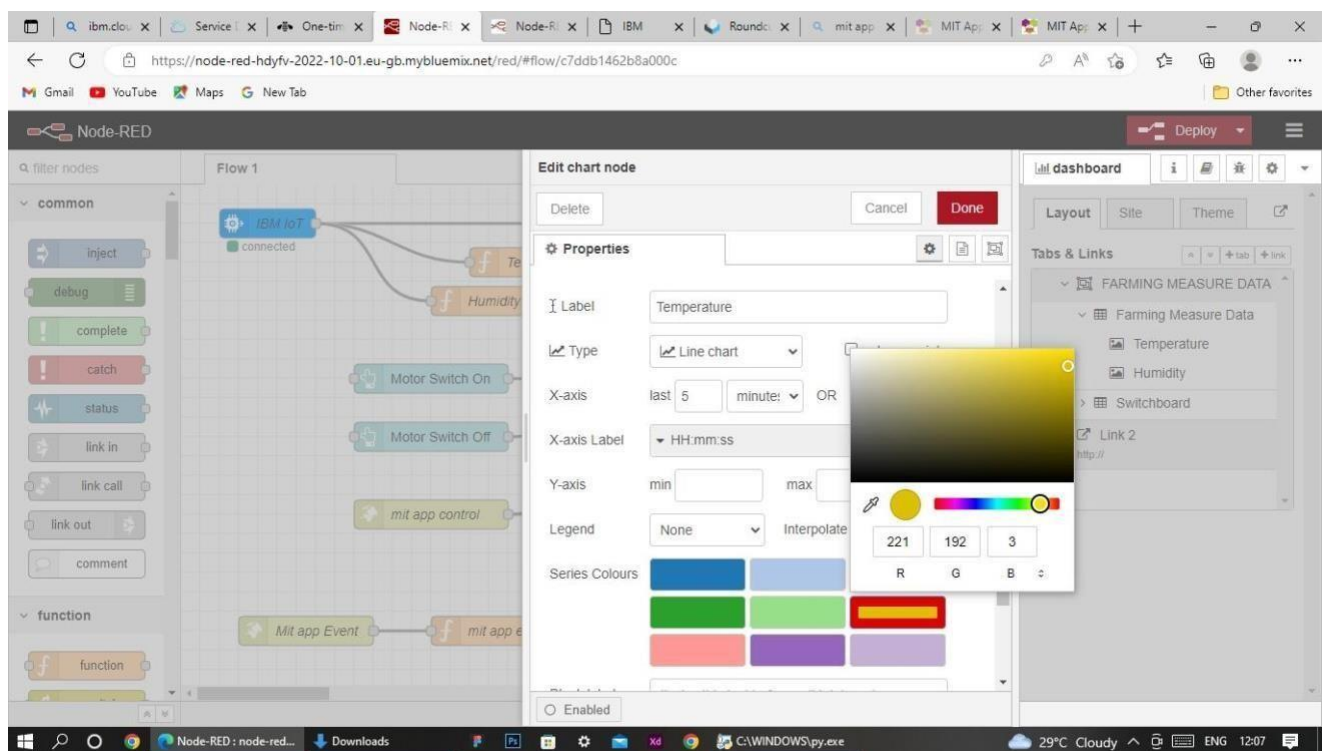 ibm.clou
Service D
One-tim
Node-RE
Node-RE
IBM
Roundc
mit app
MIT App
MIT App
https://node-red-hdyfv-2022-10-01.eu-gb.mybluemix.net/red/#flow/c7ddb1462b8a000c
Gmail YouTube Maps New Tab Other favorites
Node-RED Deploy
filter nodes
Flow 1
common
inject
debug
complete
catch
status
link in
link call
link out
comment
function
function
IBM IoT
connected
Te
Humidity
Motor Switch On
Motor Switch Off
mit app control
Mit app Event
mit app e
Edit chart node
Delete Cancel Done
Properties
Label Temperature
Type Line chart
X-axis last 5 minutes OR
X-axis Label HH:mm:ss
Y-axis min max
Legend None Interpolate
Series Colours
221 192 3
R G B
Enabled
dashboard
Layout Site Theme
Tabs & Links tab link
FARMING MEASURE DATA
Farming Measure Data
Temperature
Humidity
Switchboard
Link 2
http://
Node-RED : node-red... Downloads C:\WINDOWS\py.exe 29°C Cloudy ENG 12:07